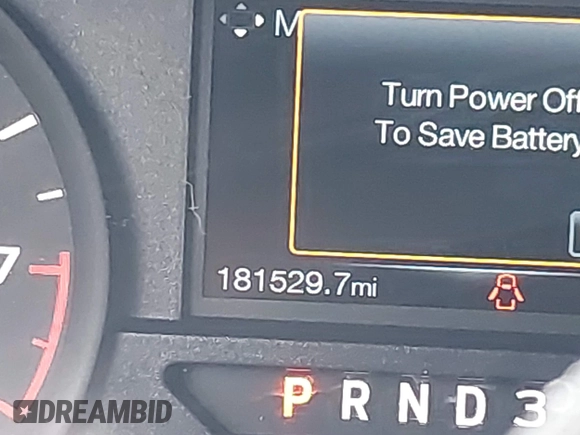 M
Turn Power Off
To Save Battery
181529.7mi
7
P R N D 3
DREAMBID